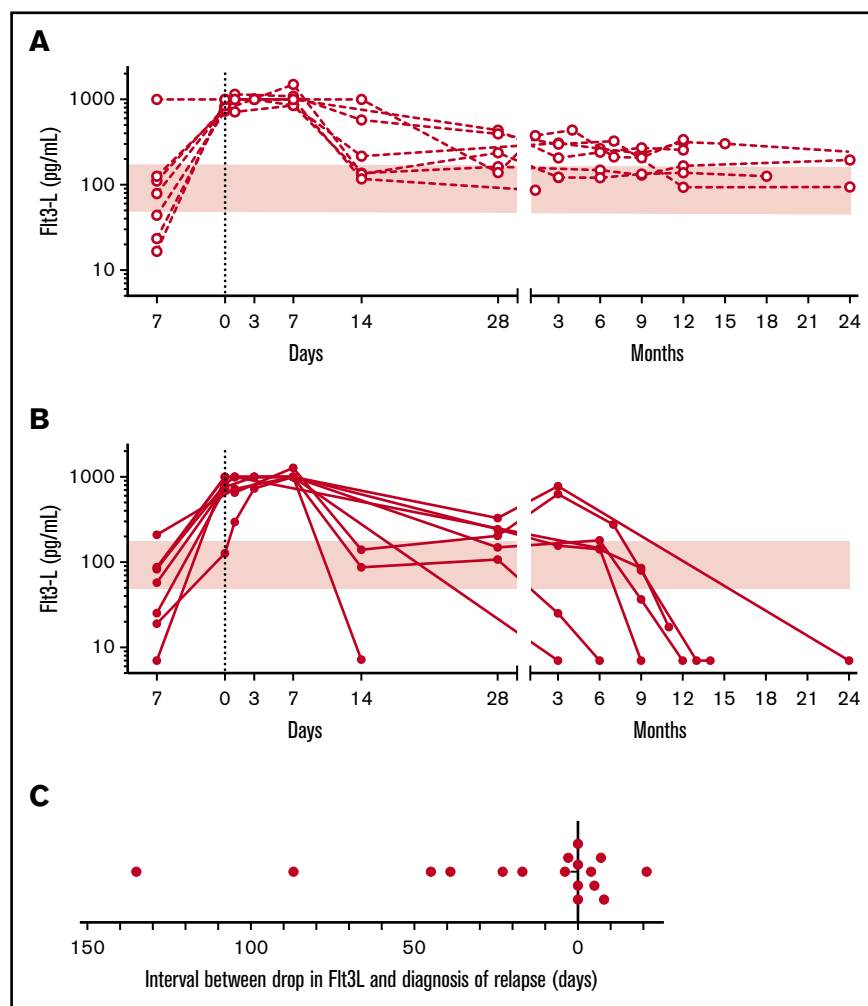 A
Flt3-L (pg/mL)
1000
100
10
7 0 3 7 14 28 3 6 9 12 15 18 21 24
Days Months
B
Flt3-L (pg/mL)
1000
100
10
7 0 3 7 14 28 3 6 9 12 15 18 21 24
Days Months
C
150 100 50 0
Interval between drop in Flt3L and diagnosis of relapse (days)